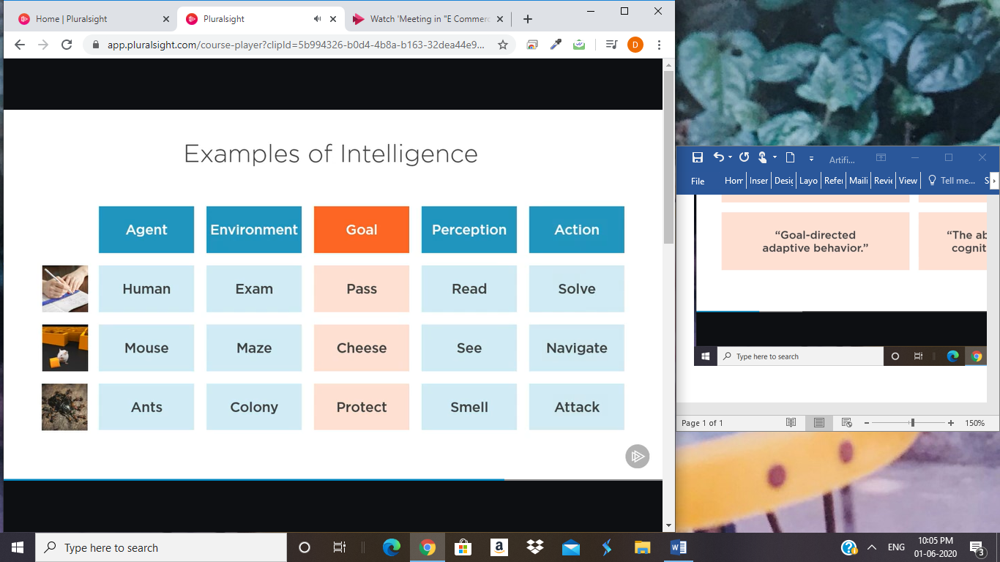 Home | Pluralsight
Pluralsight
Watch 'Meeting in "E Commerc
app.pluralsight.com/course-player?clipId=5b994326-b0d4-4b8a-b163-32dea44e9...
D
Examples of Intelligence
Agent Environment Goal Perception Action
Human Exam Pass Read Solve
Mouse Maze Cheese See Navigate
Ants Colony Protect Smell Attack
Artifi...
File Hom Inser Desig Layo Refer Maili Revie View Tell me... S
"Goal-directed
adaptive behavior."
"The ab
cognit
Type here to search
Page 1 of 1
150%
Type here to search
a
W
ENG
10:05 PM
01-06-2020
3